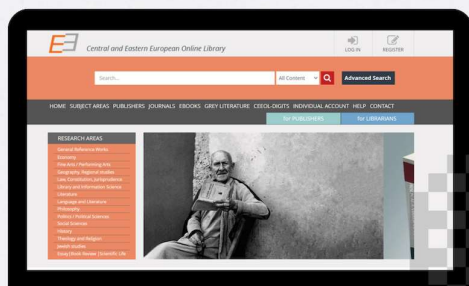 Central and Eastern European Online Library
LOG IN
REGISTER
Search...
All Content
Advanced Search
HOME SUBJECT AREAS PUBLISHERS JOURNALS EBOOKS GREY LITERATURE CEEOL-DIGITS INDIVIDUAL ACCOUNT HELP CONTACT
for PUBLISHERS
for LIBRARIANS
RESEARCH AREAS
General Reference Works
Economy
Fine Arts / Performing Arts
Geography, Regional studies
Law, Constitution, Jurisprudence
Library and Information Science
Literature
Language and Literature
Philosophy
Politics / Political Sciences
Social Sciences
History
Theology and Religion
Jewish studies
Essay|Book Review |Scientific Life